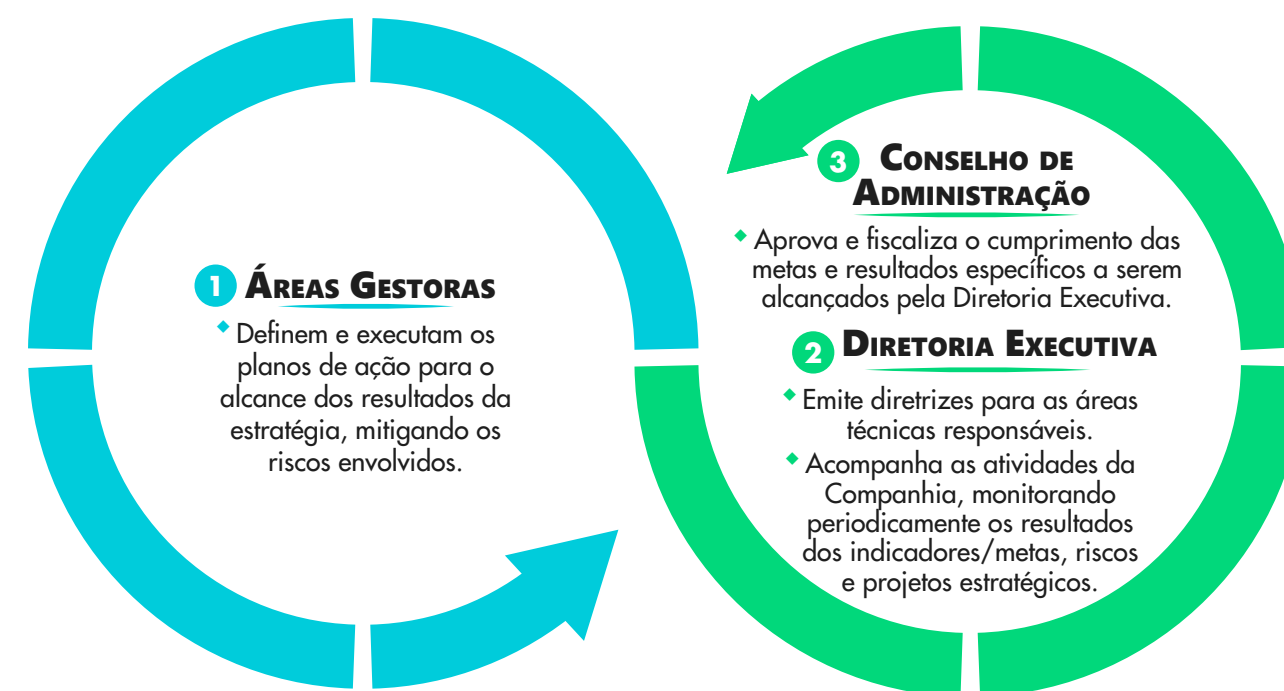 1 ÁREAS GESTORAS
Definem e executam os
planos de ação para o
alcance dos resultados da
estratégia, mitigando os
riscos envolvidos.
3 CONSELHO DE
ADMINISTRAÇÃO
Aprova e fiscaliza o cumprimento das
metas e resultados específicos a serem
alcançados pela Diretoria Executiva.
2 DIRETORIA EXECUTIVA
Emite diretrizes para as áreas
técnicas responsáveis.
Acompanha as atividades da
Companhia, monitorando
periodicamente os resultados
dos indicadores/metas, riscos
e projetos estratégicos.